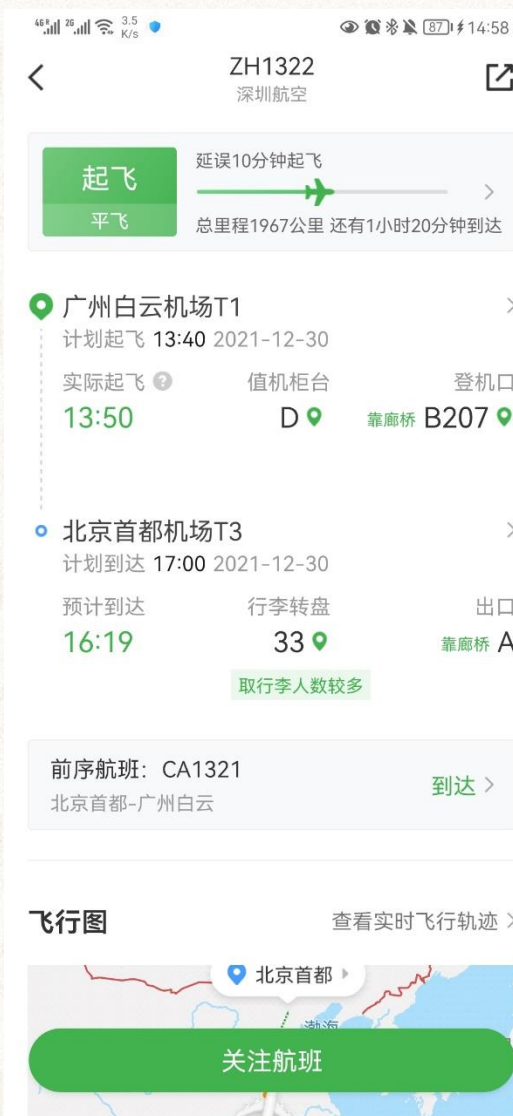 46R 26 3.5 K/s 87 14:58
ZH1322
深圳航空
起飞
平飞
延误10分钟起飞
总里程1967公里 还有1小时20分钟到达
广州白云机场T1
计划起飞 13:40 2021-12-30
实际起飞 ? 值机柜台 登机口
13:50 D 靠廊桥 B207
北京首都机场T3
计划到达 17:00 2021-12-30
预计到达 行李转盘 出口
16:19 33 靠廊桥 A
取行李人数较多
前序航班：CA1321
北京首都-广州白云
到达
飞行图 查看实时飞行轨迹
北京首都
渤海
关注航班